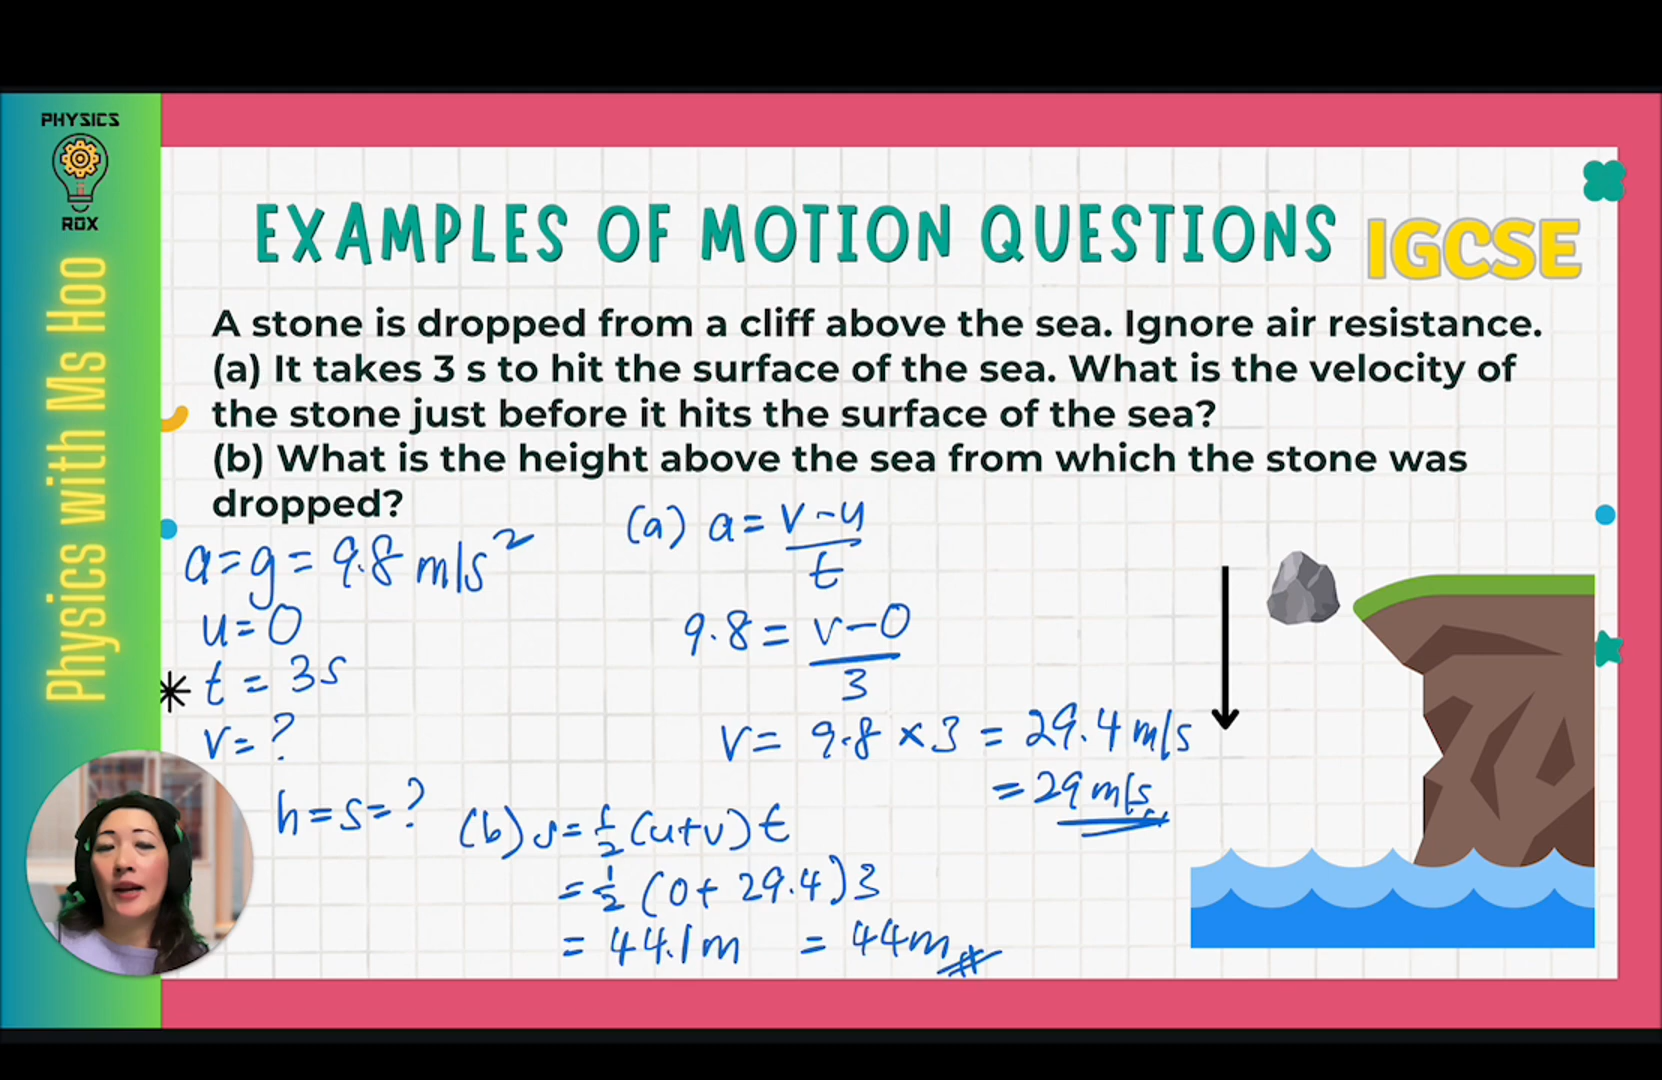 PHYSICS
ROX
Physics with Ms Hoo
EXAMPLES OF MOTION QUESTIONS IGCSE
A stone is dropped from a cliff above the sea. Ignore air resistance.
(a) It takes 3 s to hit the surface of the sea. What is the velocity of
the stone just before it hits the surface of the sea?
(b) What is the height above the sea from which the stone was
dropped?
a=g= 9.8 m/s²
u=0
t = 3s
v= ?
h=s=?
(a) a= v-u/t
9.8 = v-0/3
v= 9.8 ×3 = 29.4 m/s
= 29 m/s
(b) s= 1/2 (u+v) t
= 1/2 (0+ 29.4)3
= 44.1m = 44m